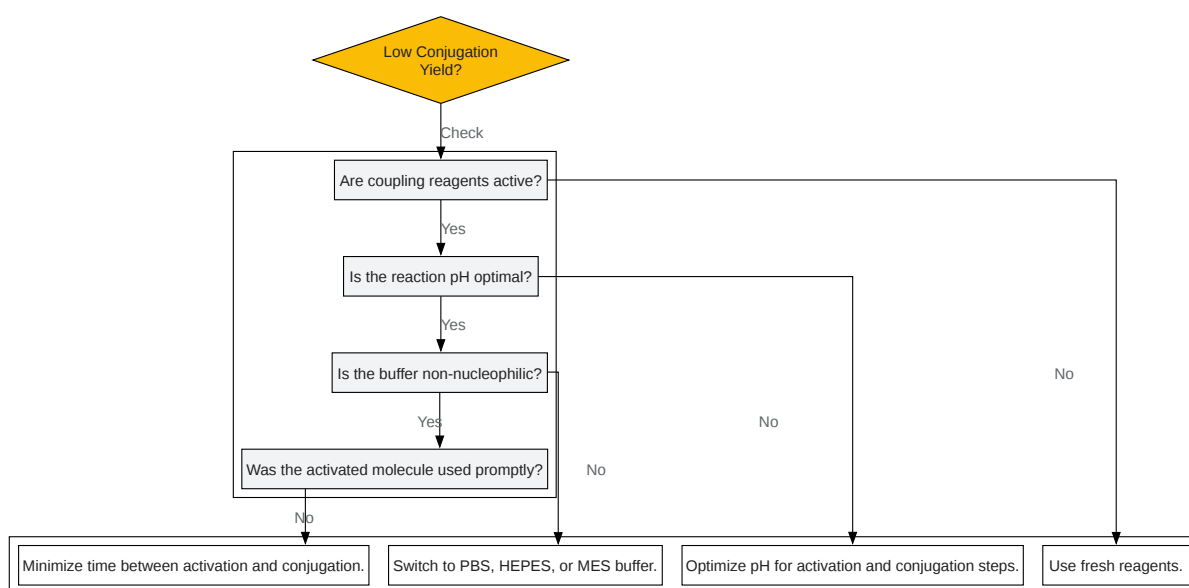 Low Conjugation
Yield?
Check
Are coupling reagents active?
Yes
Is the reaction pH optimal?
Yes
Is the buffer non-nucleophilic?
No
Yes
No
Was the activated molecule used promptly?
No
No
Minimize time between activation and conjugation.
Switch to PBS, HEPES, or MES buffer.
Optimize pH for activation and conjugation steps.
Use fresh reagents.